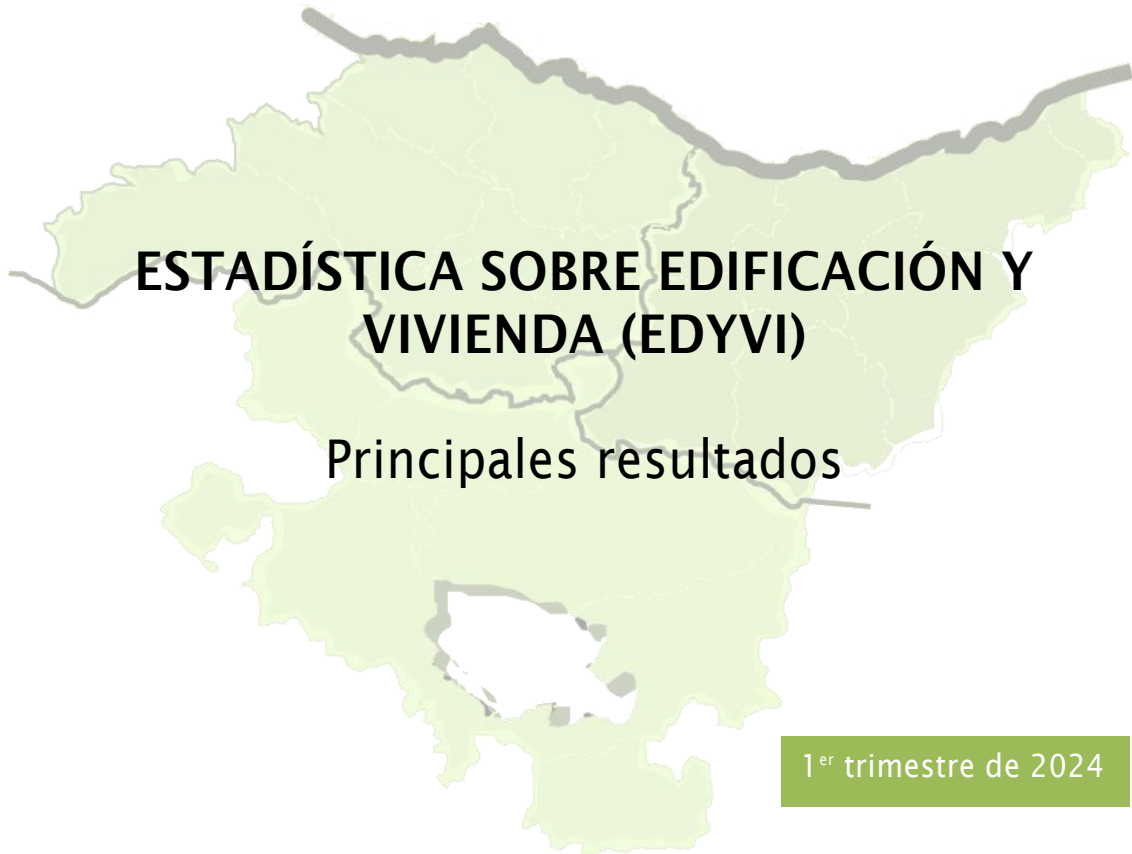 ESTADÍSTICA SOBRE EDIFICACIÓN Y
VIVIENDA (EDYVI)
Principales resultados
1er trimestre de 2024